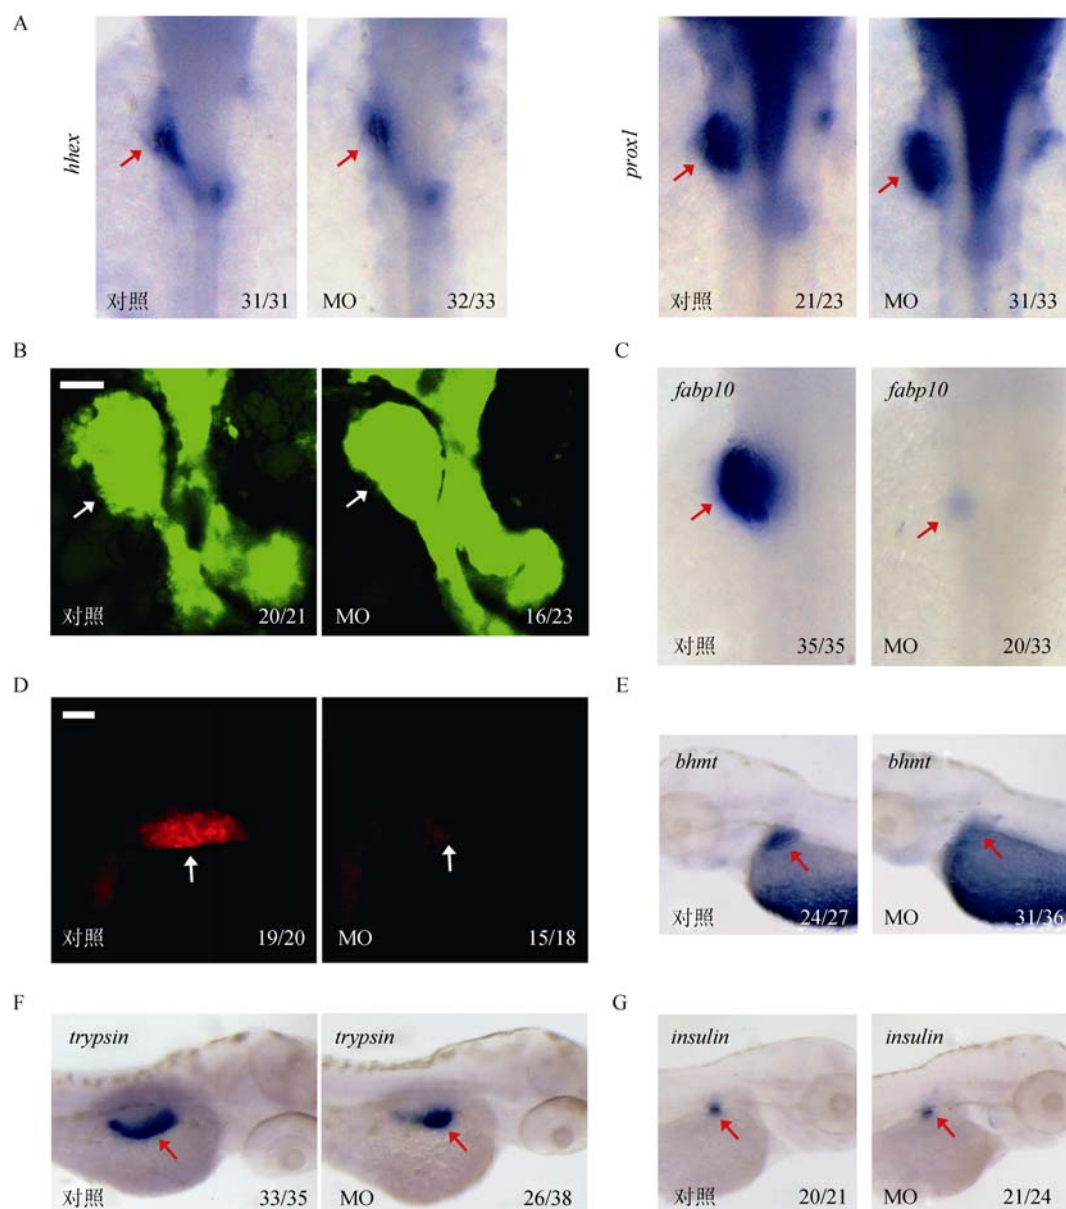 A
hhex
对照
31/31
MO
32/33
prox1
对照
21/23
MO
31/33
B
对照
20/21
MO
16/23
C
fabp10
对照
35/35
fabp10
MO
20/33
D
对照
19/20
MO
15/18
E
bhmt
对照
24/27
bhmt
MO
31/36
F
trypsin
对照
33/35
trypsin
MO
26/38
G
insulin
对照
20/21
insulin
MO
21/24